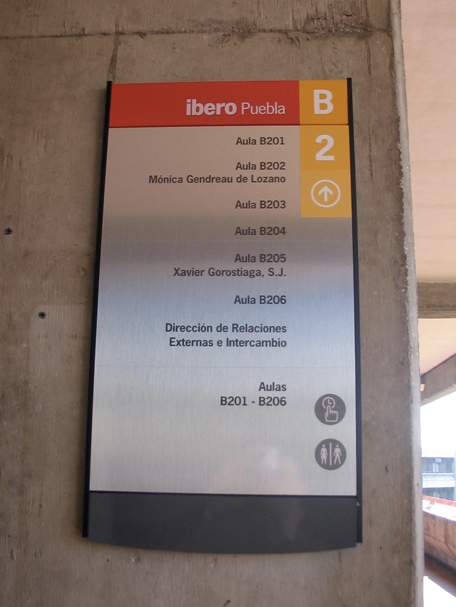 ibero Puebla
B
2
Aula B201
Aula B202
Mónica Gendreau de Lozano
Aula B203
Aula B204
Aula B205
Xavier Gorostiaga, S.J.
Aula B206
Dirección de Relaciones
Externas e Intercambio
Aulas
B201 - B206